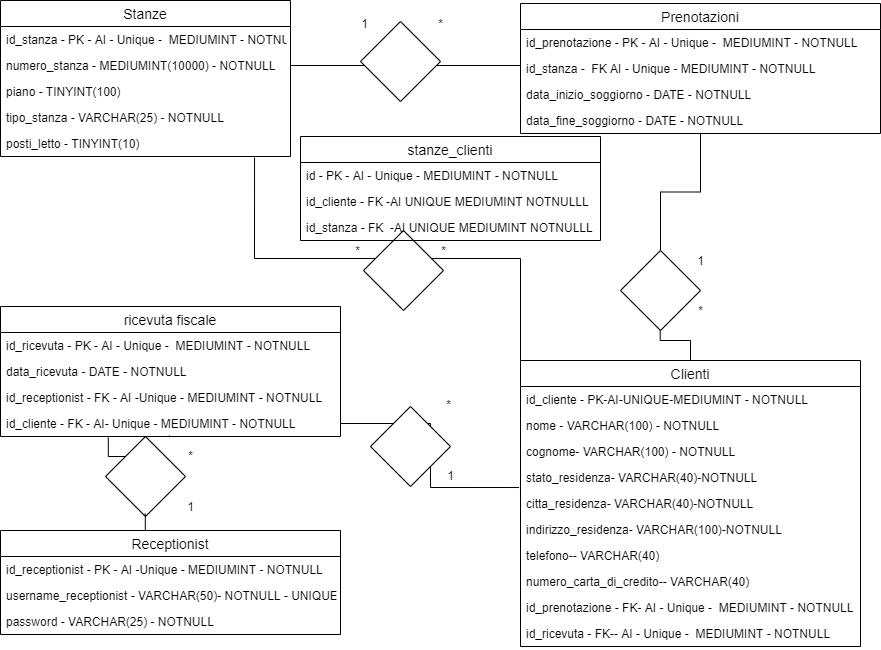 Stanze
id_stanza - PK - AI - Unique - MEDIUMINT - NOTNUL
numero_stanza - MEDIUMINT(10000) - NOTNULL
piano - TINYINT(100)
tipo_stanza - VARCHAR(25) - NOTNULL
posti_letto - TINYINT(10)
1
*
Prenotazioni
id_prenotazione - PK - AI - Unique - MEDIUMINT - NOTNULL
id_stanza - FK AI - Unique - MEDIUMINT - NOTNULL
data_inizio_soggiorno - DATE - NOTNULL
data_fine_soggiorno - DATE - NOTNULL
stanze_clienti
id - PK - AI - Unique - MEDIUMINT - NOTNULL
id_cliente - FK -AI UNIQUE MEDIUMINT NOTNULLL
id_stanza - FK -AI UNIQUE MEDIUMINT NOTNULLL
*
*
1
*
ricevuta fiscale
id_ricevuta - PK - AI - Unique - MEDIUMINT - NOTNULL
data_ricevuta - DATE - NOTNULL
id_receptionist - FK - AI -Unique - MEDIUMINT - NOTNULL
id_cliente - FK - AI- Unique - MEDIUMINT - NOTNULL
*
1
*
1
Receptionist
id_receptionist - PK - AI -Unique - MEDIUMINT - NOTNULL
username_receptionist - VARCHAR(50)- NOTNULL - UNIQUE
password - VARCHAR(25) - NOTNULL
Clienti
id_cliente - PK-AI-UNIQUE-MEDIUMINT - NOTNULL
nome - VARCHAR(100) - NOTNULL
cognome- VARCHAR(100) - NOTNULL
stato_residenza- VARCHAR(40)-NOTNULL
citta_residenza- VARCHAR(40)-NOTNULL
indirizzo_residenza- VARCHAR(100)-NOTNULL
telefono-- VARCHAR(40)
numero_carta_di_credito-- VARCHAR(40)
id_prenotazione - FK- AI - Unique - MEDIUMINT - NOTNULL
id_ricevuta - FK-- AI - Unique - MEDIUMINT - NOTNULL